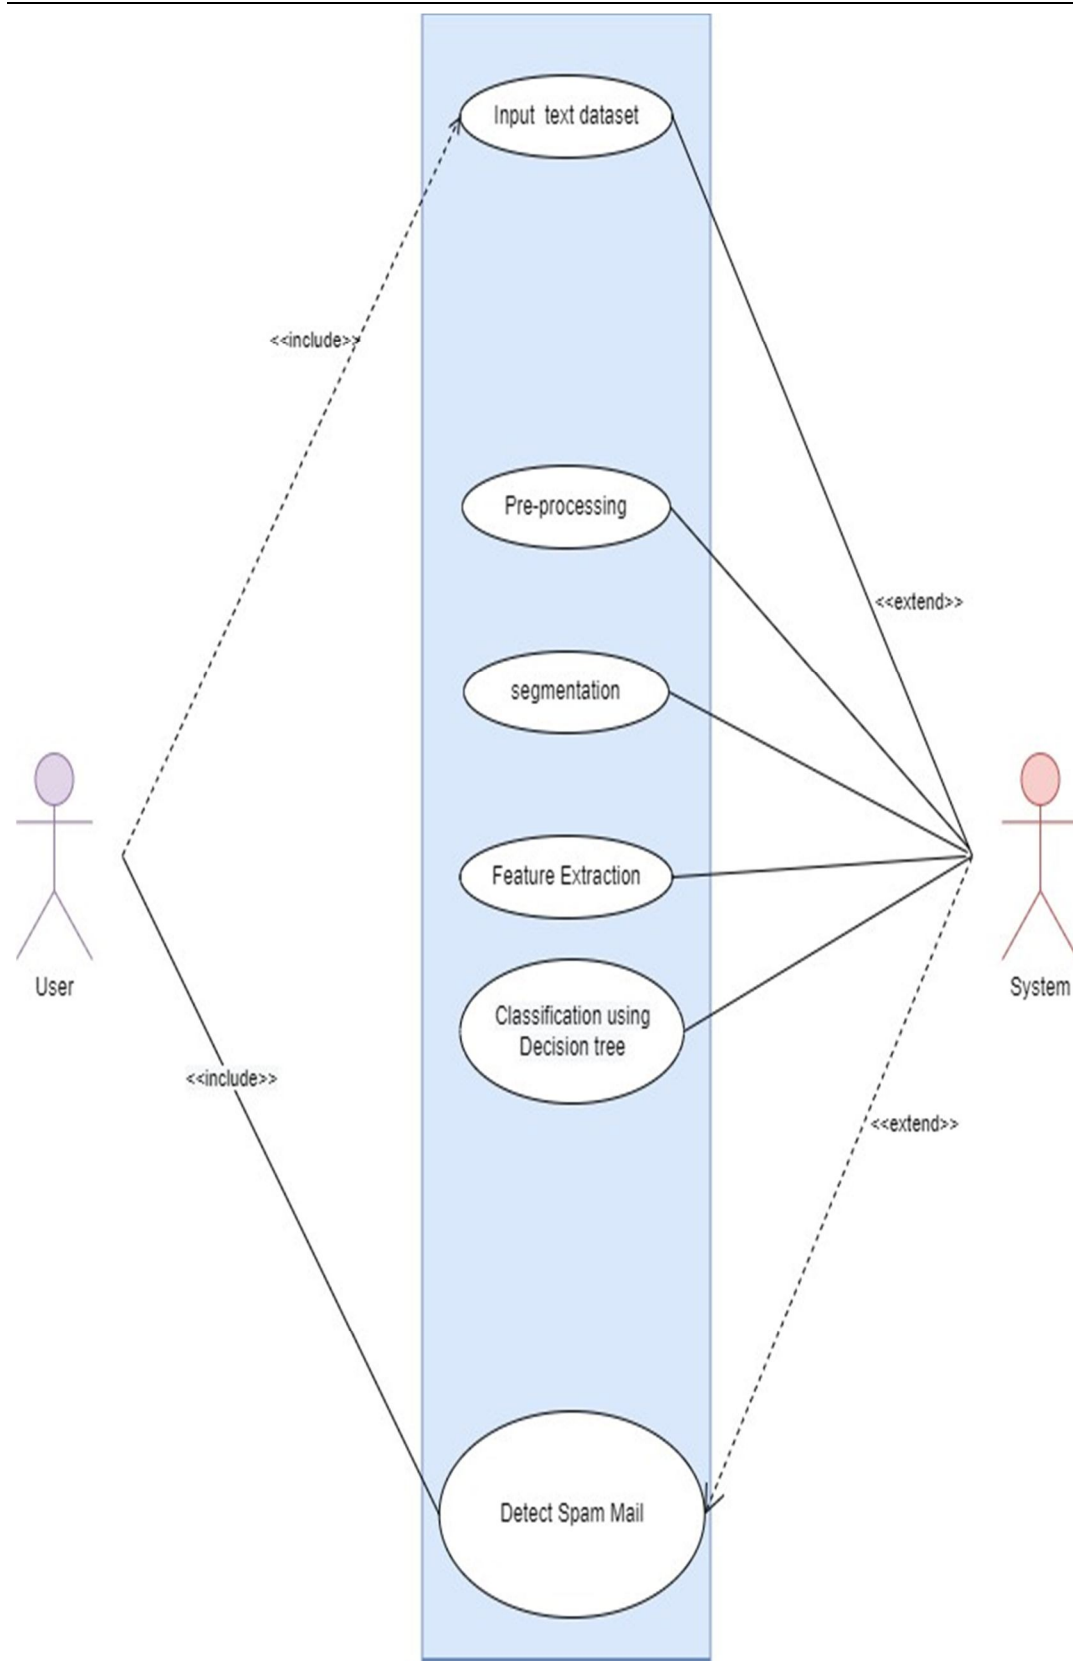 Input text dataset
<<include>>
Pre-processing
<<extend>>
segmentation
Feature Extraction
User
System
Classification using
Decision tree
<<include>>
<<extend>>
Detect Spam Mail